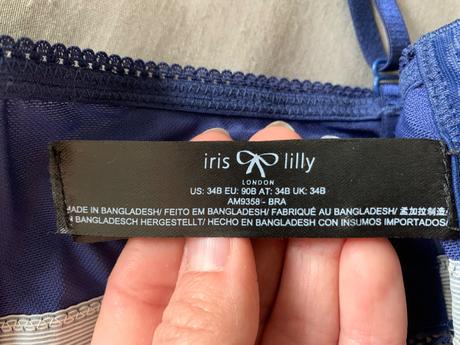 iris lilly
LONDON
US: 34B EU: 90B AT: 34B UK: 34B
AM9358 - BRA
MADE IN BANGLADESH/ FEITO EM BANGLADESH/ FABRIQUÉ AU BANGLADESH/ 孟加拉制造/
IN BANGLADESCH HERGESTELLT/ HECHO EN BANGLADESH CON INSUMOS IMPORTADOS/